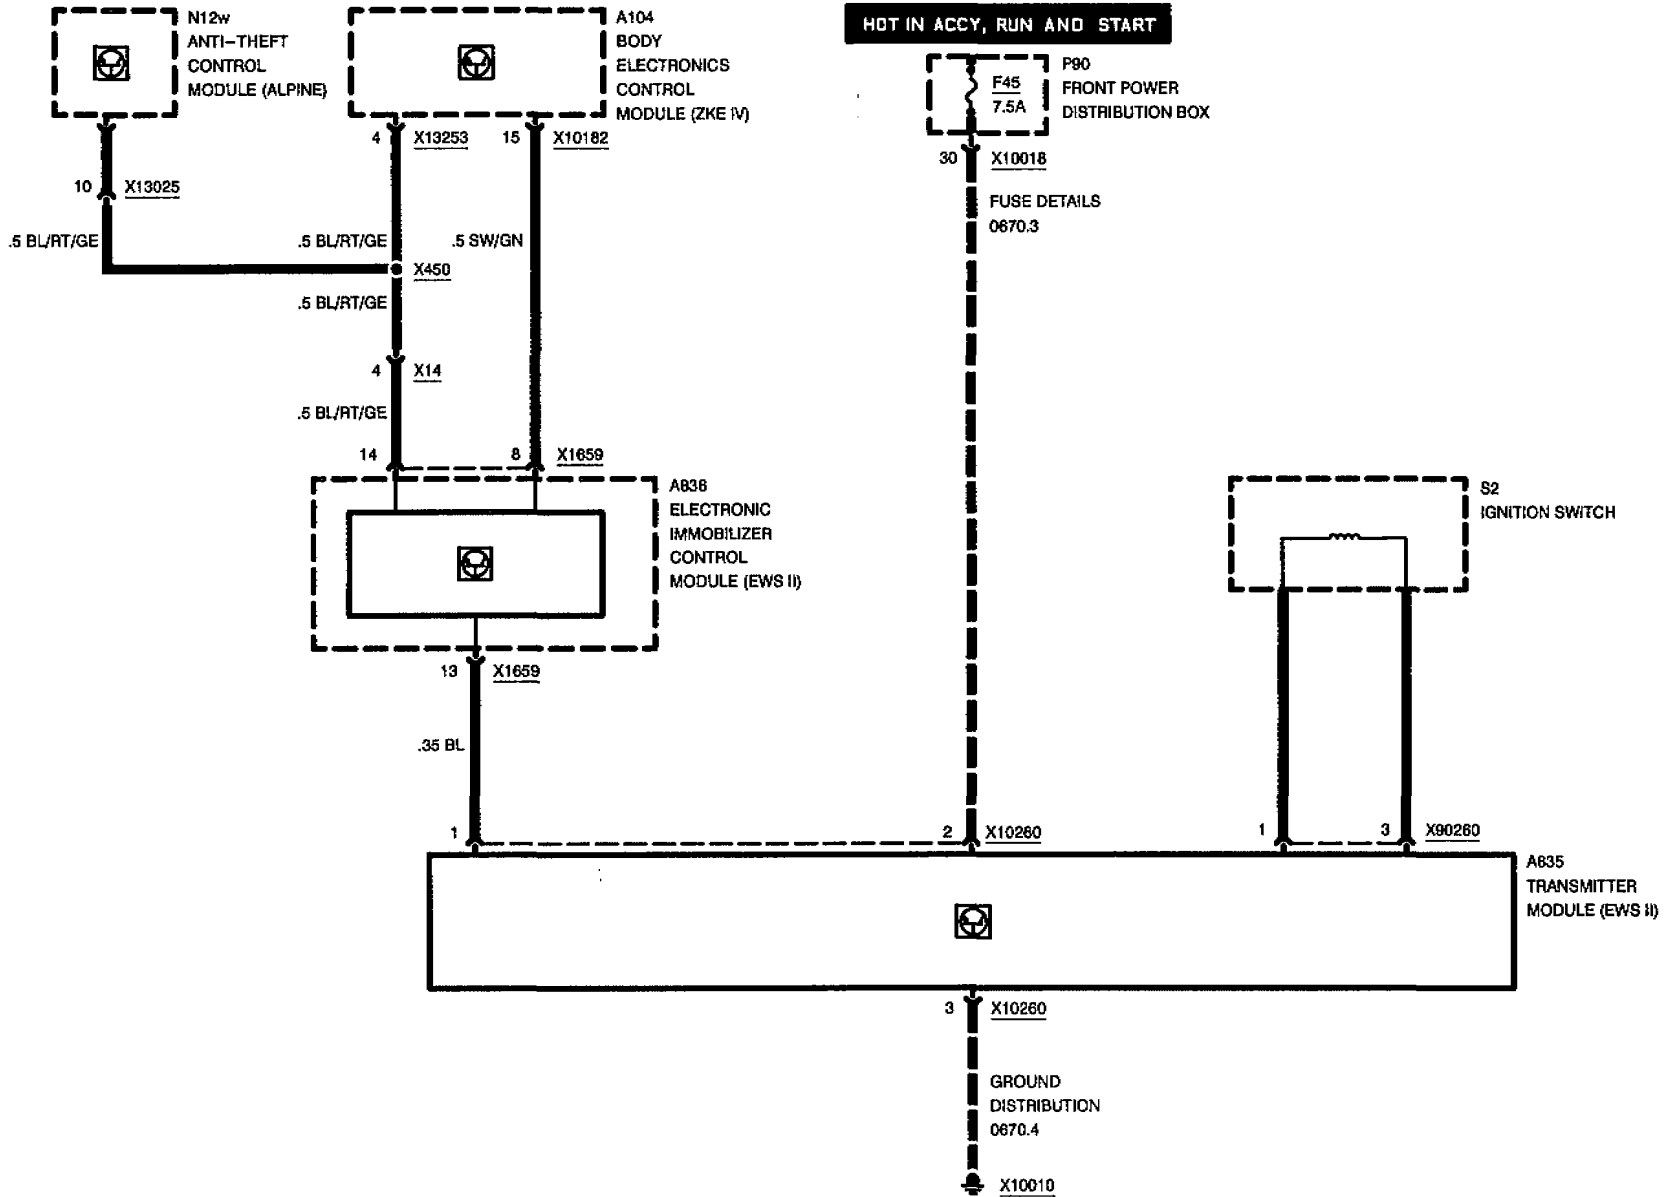 N12w
ANTI-THEFT
CONTROL
MODULE (ALPINE)
A104
BODY
ELECTRONICS
CONTROL
MODULE (ZKE IV)
HOT IN ACCY, RUN AND START
F45
7.5A
P90
FRONT POWER
DISTRIBUTION BOX
4
X13253
15
X10182
30
X10018
10
X13025
FUSE DETAILS
0670.3
.5 BL/RT/GE
.5 BL/RT/GE
.5 SW/GN
X450
.5 BL/RT/GE
4
X14
.5 BL/RT/GE
14
8
X1659
A836
ELECTRONIC
IMMOBILIZER
CONTROL
MODULE (EWS II)
S2
IGNITION SWITCH
13
X1659
.35 BL
1
2
X10260
1
3
X90260
A835
TRANSMITTER
MODULE (EWS II)
3
X10260
GROUND
DISTRIBUTION
0670.4
X10010